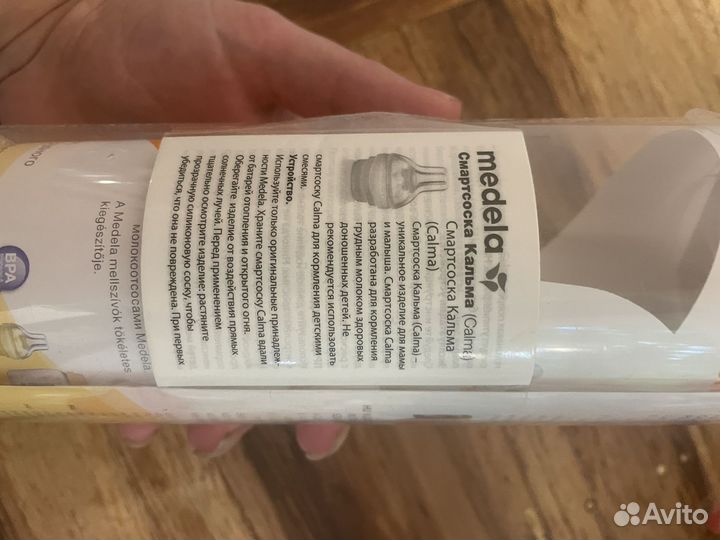 medela
Смартсоска Кальма (Calma)
Смартсоска Кальма
(Calma)
Смартсоска Кальма (Calma) –
уникальное изделие для мамы
и малыша. Смартсоска Calma
разработана для кормления
грудным молоком здоровых
доношенных детей. Не
рекомендуется использовать
смартсоску Calma для кормления детскими
смесями.
Устройство.
Используйте только оригинальные принадлеж-
ности Medela. Храните смартсоску Calma вдали
от батарей отопления и открытого огня.
Оберегайте изделие от воздействия прямых
солнечных лучей. Перед применением
тщательно осмотрите изделие: растяните
прозрачную силиконовую соску, чтобы
убедиться, что она не повреждена. При первых
молокоотсосами Medela
A Medela mellszívók tökéletes
kiegészítője.
BPA
Avito